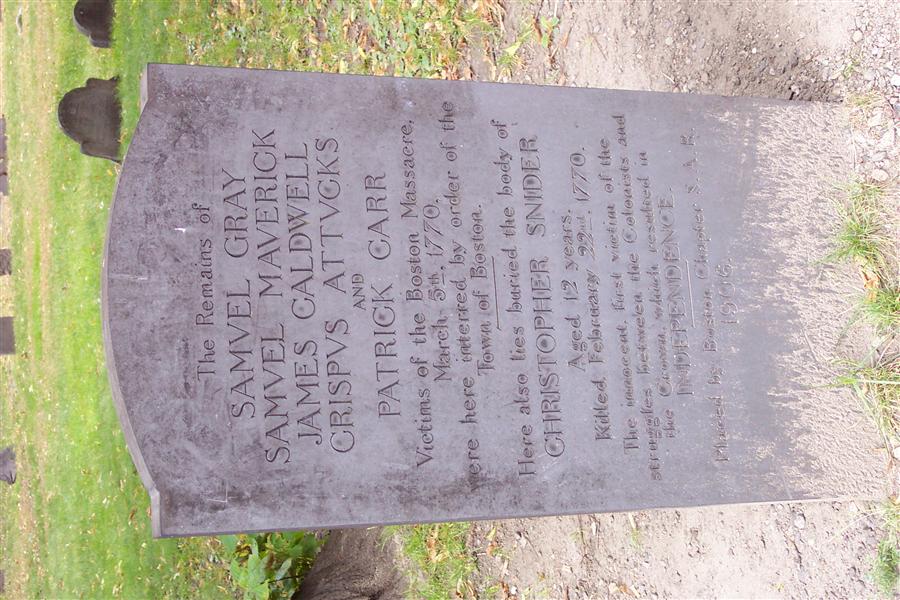 The Remains of
SAMVEL GRAY
SAMVEL MAVERICK
JAMES CALDWELL
CRISPVS ATTVCKS
AND
PATRICK CARR
Victims of the Boston Massacre,
March 5th, 1770.
were here interred by order of the
Town of Boston.
Here also lies buried the body of
CHRISTOPHER SNIDER
Aged 12 years.
Killed February 22nd, 1770.
The innocent first victim of the
struggles between the Colonists and
the Crown, which resulted in
INDEPENDENCE.
Placed by Boston Chapter S.A.R.
1906.